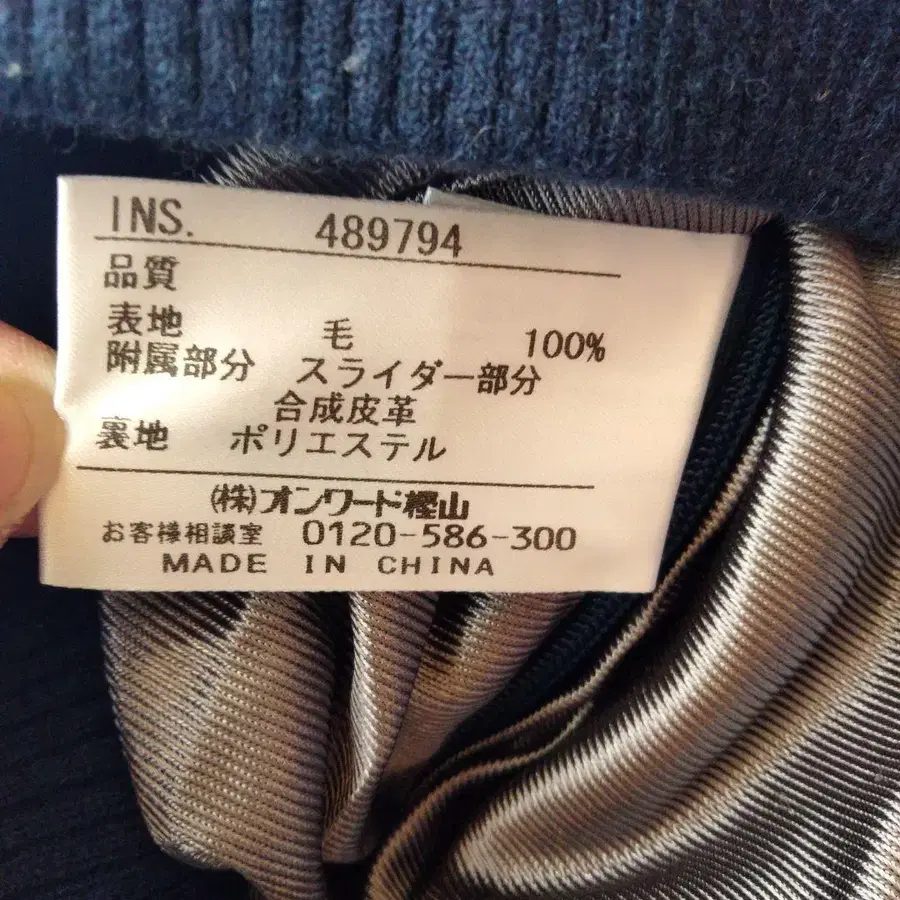 INS. 489794
品質
表地 毛 100%
附属部分 スライダー部分
合成皮革
裏地 ポリエステル
(株)オンワード樫山
お客様相談室 0120-586-300
MADE IN CHINA